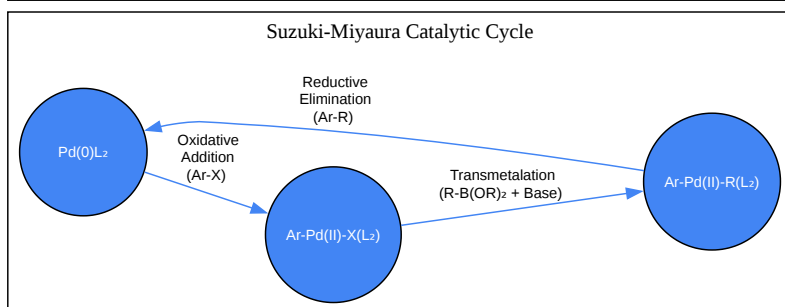 Suzuki-Miyaura Catalytic Cycle
Reductive
Elimination
(Ar-R)
Pd(0)L₂
Oxidative
Addition
(Ar-X)
Ar-Pd(II)-X(L₂)
Transmetalation
(R-B(OR)₂ + Base)
Ar-Pd(II)-R(L₂)